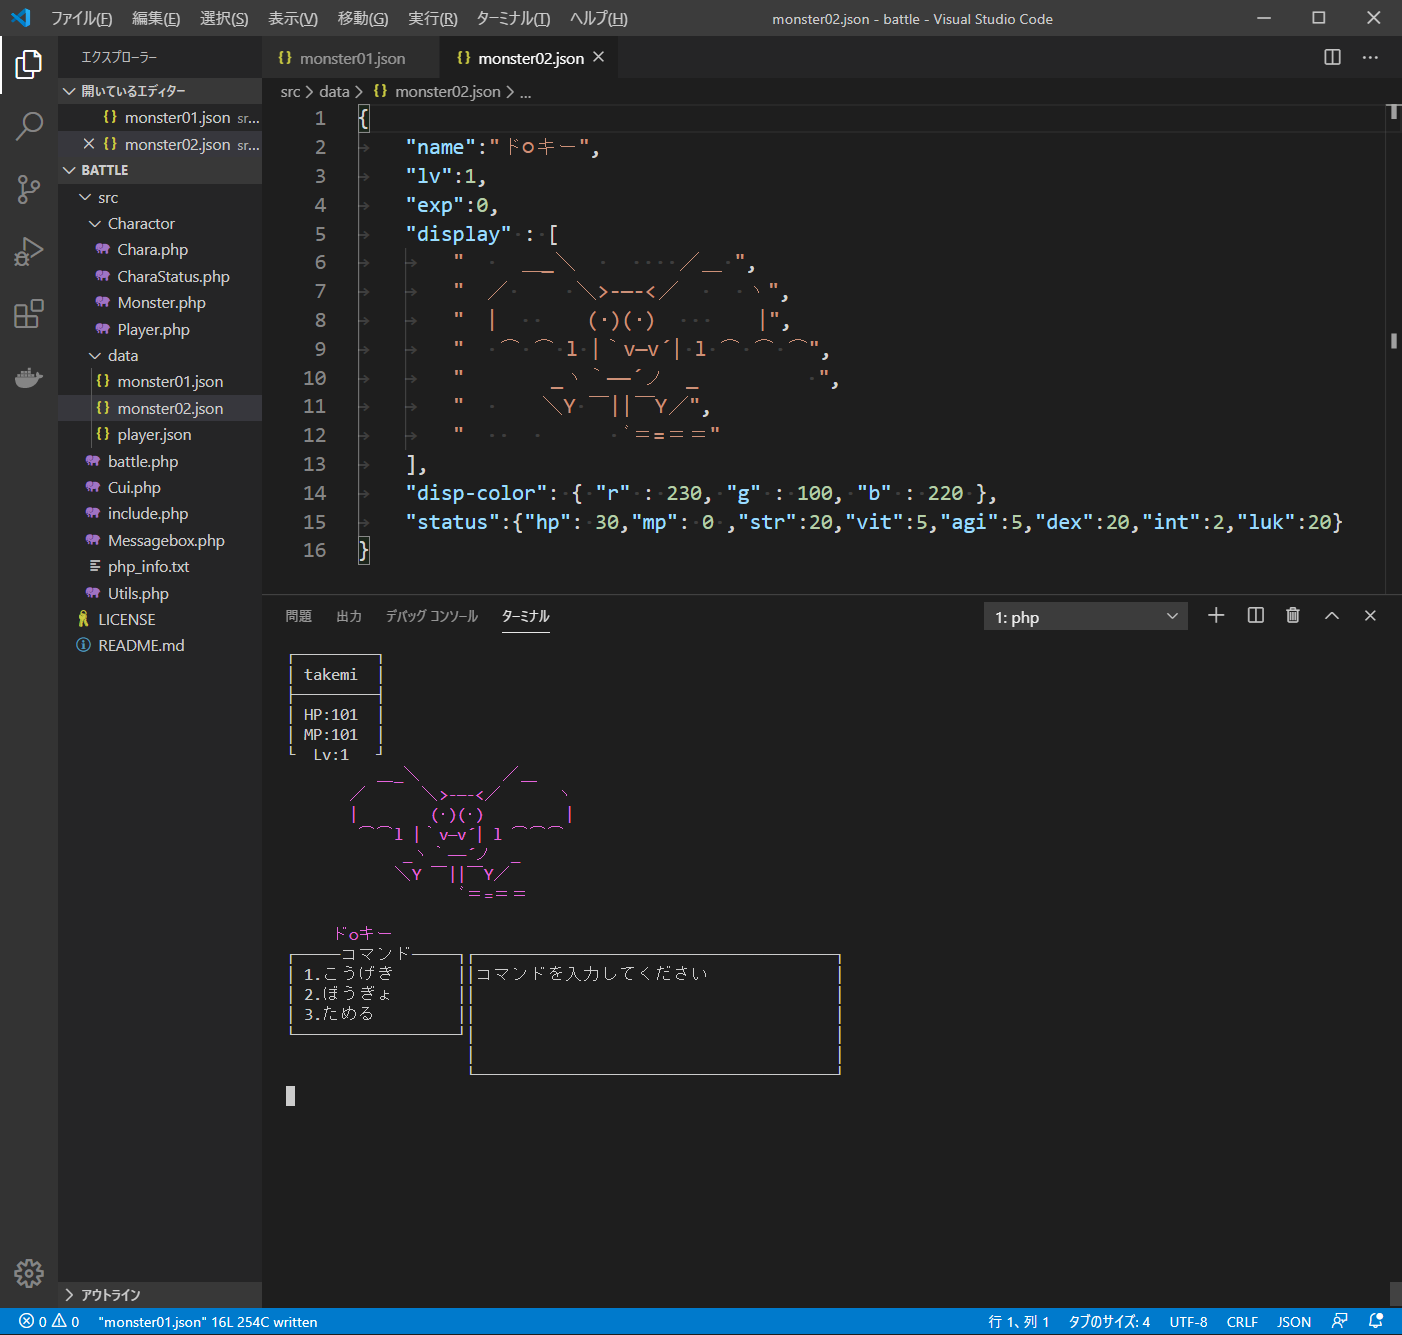 ファイル(F) 編集(E) 選択(S) 表示(V) 移動(G) 実行(R) ターミナル(T) ヘルプ(H) monster02.json - battle - Visual Studio Code
エクスプローラー
開いているエディター
monster01.json sr...
monster02.json sr...
BATTLE
src
Charactor
Chara.php
CharaStatus.php
Monster.php
Player.php
data
monster01.json
monster02.json
player.json
battle.php
Cui.php
include.php
Messagebox.php
php_info.txt
Utils.php
LICENSE
README.md
アウトライン
monster01.json monster02.json
src > data > {} monster02.json > ...
1 {
2 "name":"ドoキー",
3 "lv":1,
4 "exp":0,
5 "display" : [
6 "    ___＼       ／__ ",
7 "  ／      ＼>-—-<／     ヽ",
8 "  |      (･)(･)      |",
9 "   ⌒ ⌒ l |｀v—v´| l ⌒ ⌒ ⌒",
10 "       _ヽ｀——´ノ _       ",
11 "      ＼Y ￣||￣Y／",
12 "          ﾞ＝=＝＝"
13 ],
14 "disp-color": { "r" : 230, "g" : 100, "b" : 220 },
15 "status":{"hp": 30,"mp": 0 ,"str":20,"vit":5,"agi":5,"dex":20,"int":2,"luk":20}
16 }
問題 出力 デバッグ コンソール ターミナル 1: php
takemi
HP:101
MP:101
Lv:1
___＼         ／__
／      ＼>-—-<／      ヽ
|        (･)(･)         |
⌒⌒l |｀v—v´| l ⌒⌒⌒
_ヽ｀——´ノ _
＼Y ￣||￣Y／
ﾞ＝=＝＝
ドoキー
コマンド
1.こうげき コマンドを入力してください
2.ぼうぎょ
3.ためる
0 0 "monster01.json" 16L 254C written 行 1、列 1 タブのサイズ: 4 UTF-8 CRLF JSON